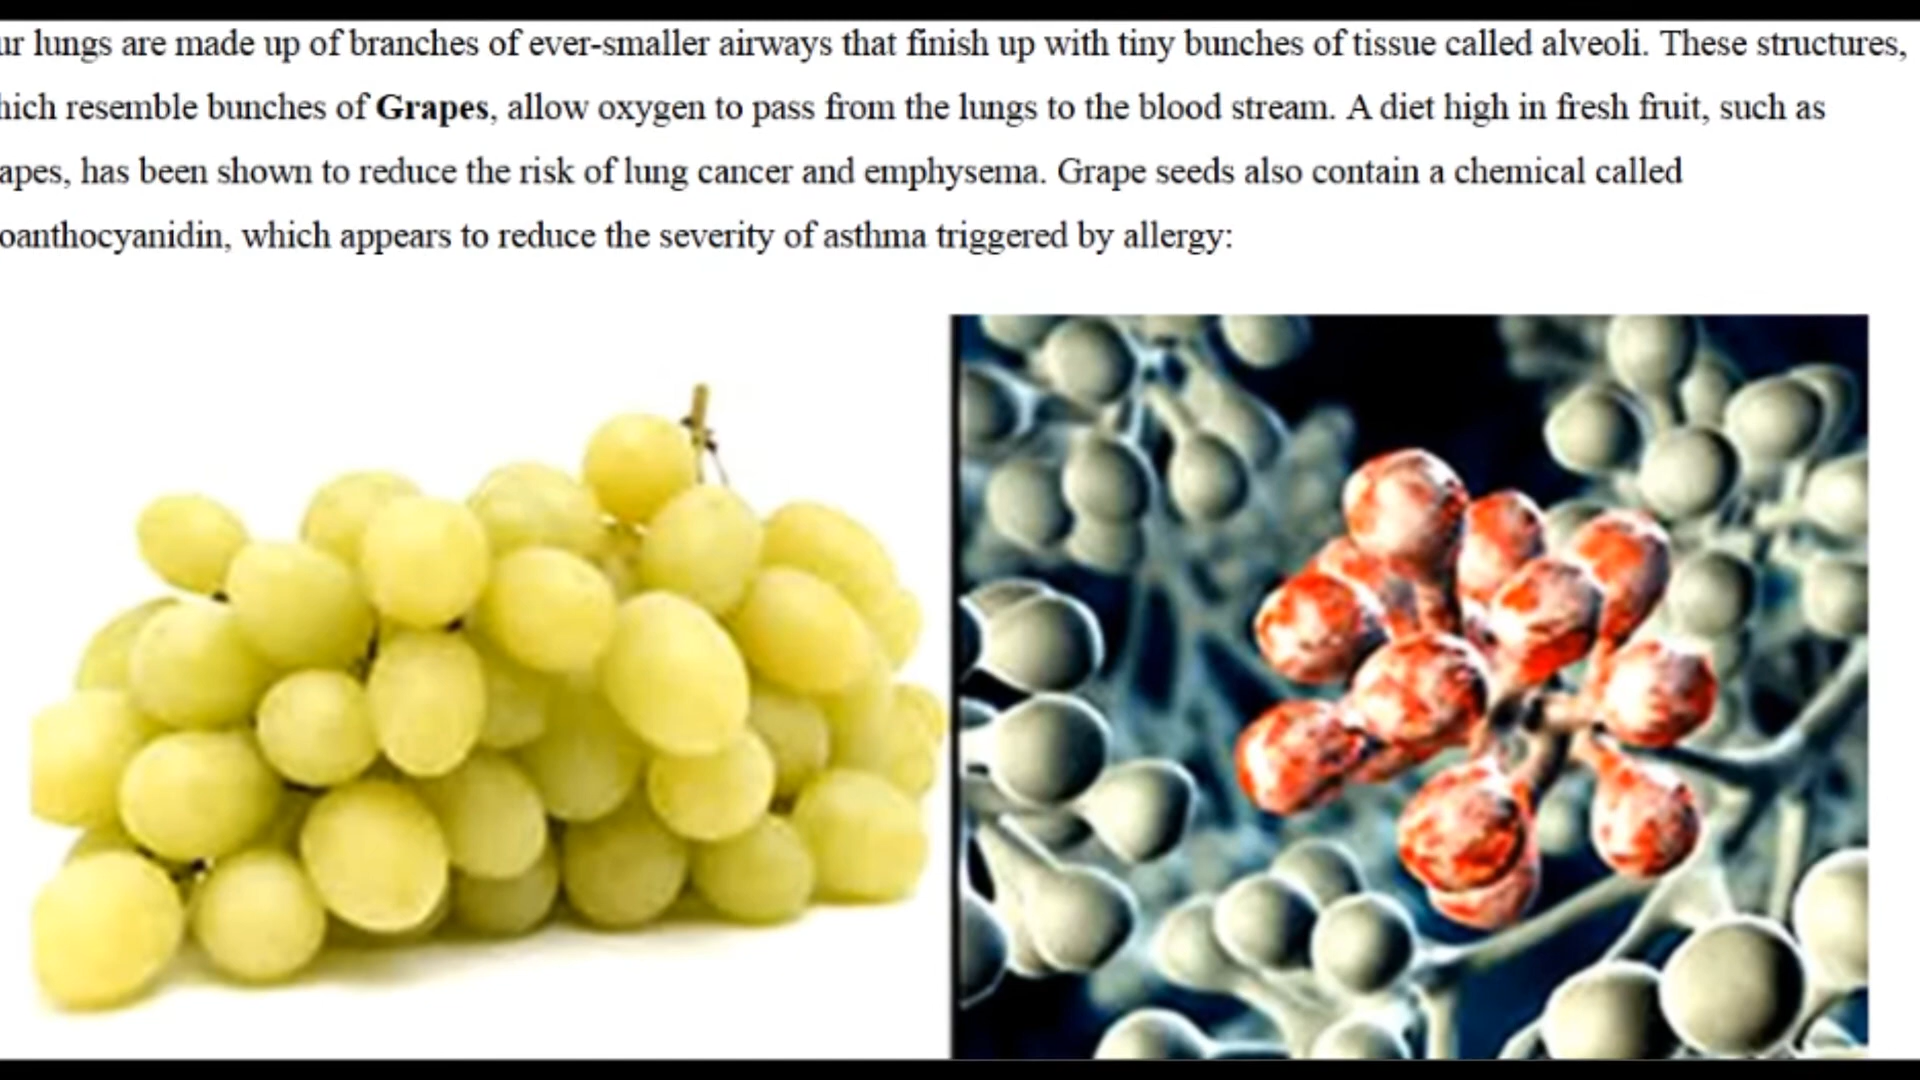 ur lungs are made up of branches of ever-smaller airways that finish up with tiny bunches of tissue called alveoli. These structures,
hich resemble bunches of Grapes, allow oxygen to pass from the lungs to the blood stream. A diet high in fresh fruit, such as
apes, has been shown to reduce the risk of lung cancer and emphysema. Grape seeds also contain a chemical called
oanthocyanidin, which appears to reduce the severity of asthma triggered by allergy: